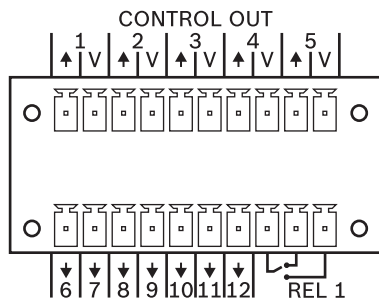 CONTROL OUT
1 2 3 4 5
V V V V V
6 7 8 9 10 11 12 REL 1